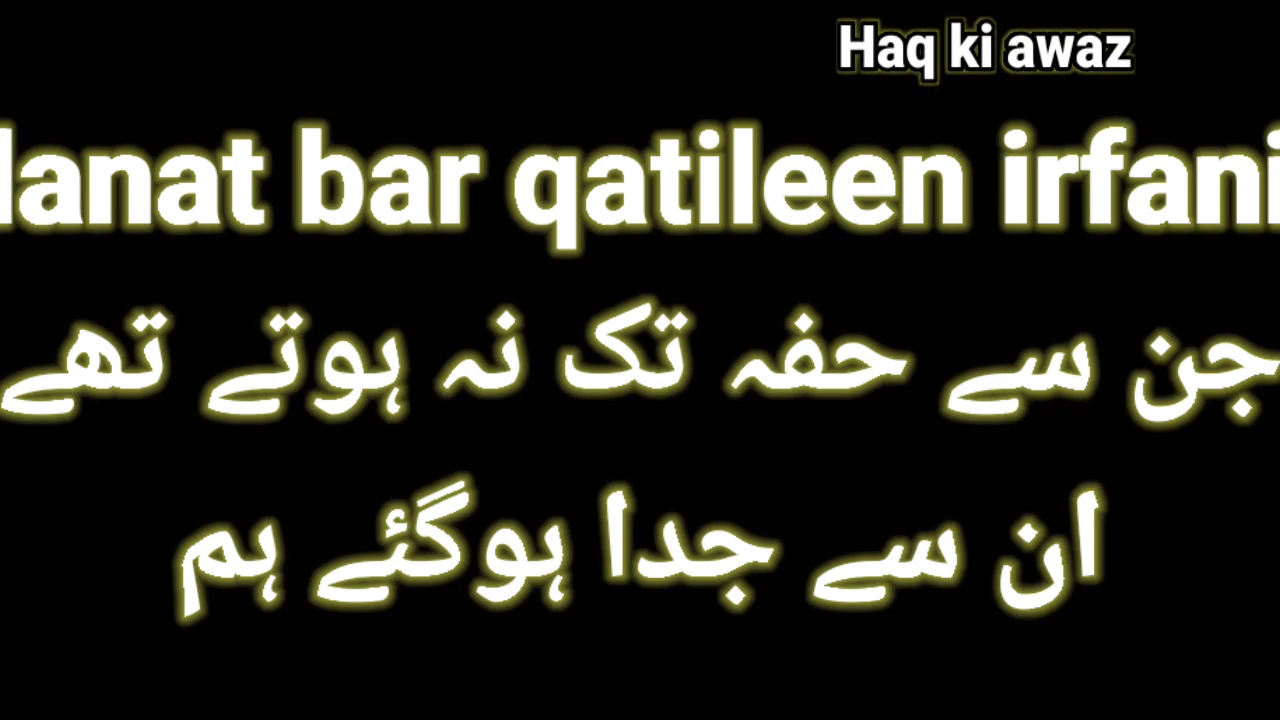 Haq ki awaz
lanat bar qatileen irfani
جن سے حفہ تک نہ ہوتے تھے
ان سے جدا ہوگئے ہم